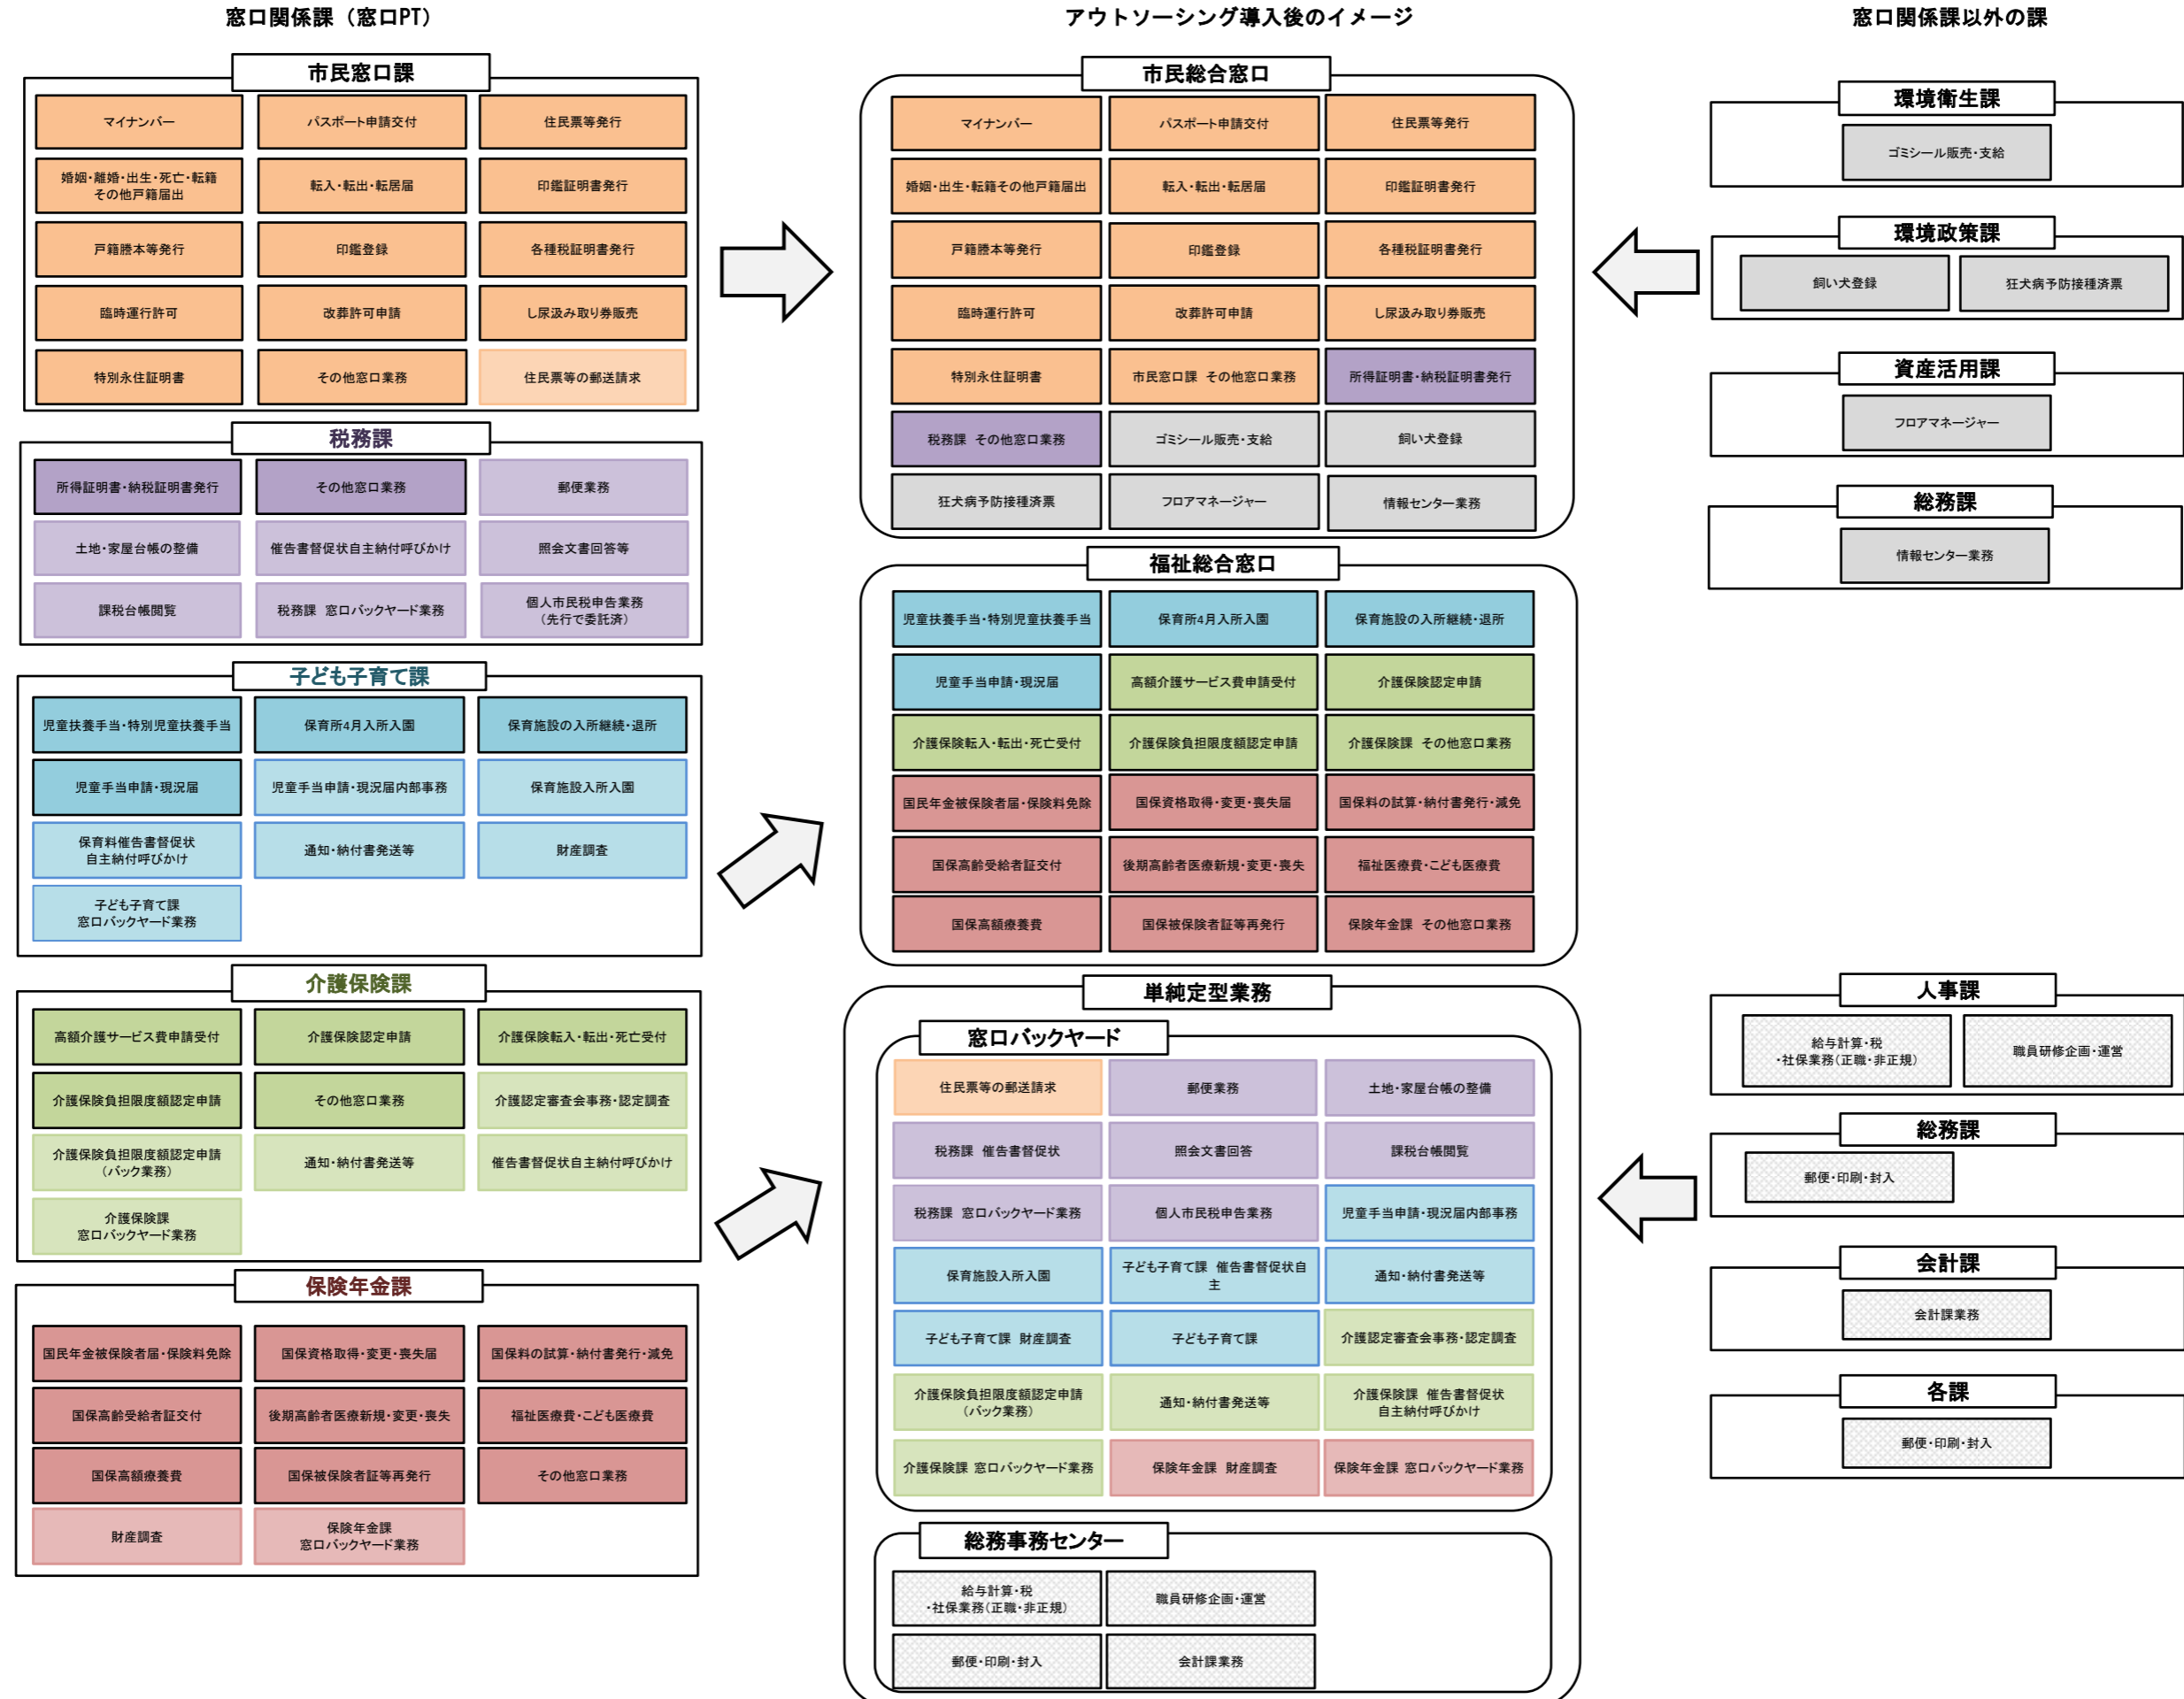 窓口関係課（窓口PT）
市民窓口課
マイナンバー
パスポート申請交付
住民票等発行
婚姻・離婚・出生・死亡・転籍
その他戸籍届出
転入・転出・転居届
印鑑証明書発行
戸籍謄本等発行
印鑑登録
各種税証明書発行
臨時運行許可
改葬許可申請
し尿汲み取り券販売
特別永住証明書
その他窓口業務
住民票等の郵送請求
税務課
所得証明書・納税証明書発行
その他窓口業務
郵便業務
土地・家屋台帳の整備
催告書督促状自主納付呼びかけ
照会文書回答等
課税台帳閲覧
税務課 窓口バックヤード業務
個人市民税申告業務
（先行で委託済）
子ども子育て課
児童扶養手当・特別児童扶養手当
保育所4月入所入園
保育施設の入所継続・退所
児童手当申請・現況届
児童手当申請・現況届内部事務
保育施設入所入園
保育料催告書督促状
自主納付呼びかけ
通知・納付書発送等
財産調査
子ども子育て課
窓口バックヤード業務
介護保険課
高額介護サービス費申請受付
介護保険認定申請
介護保険転入・転出・死亡受付
介護保険負担限度額認定申請
その他窓口業務
介護認定審査会事務・認定調査
介護保険負担限度額認定申請
（バック業務）
通知・納付書発送等
催告書督促状自主納付呼びかけ
介護保険課
窓口バックヤード業務
保険年金課
国民年金被保険者届・保険料免除
国保資格取得・変更・喪失届
国保料の試算・納付書発行・減免
国保高齢受給者証交付
後期高齢者医療新規・変更・喪失
福祉医療費・こども医療費
国保高額療養費
国保被保険者証等再発行
その他窓口業務
財産調査
保険年金課
窓口バックヤード業務
アウトソーシング導入後のイメージ
市民総合窓口
マイナンバー
パスポート申請交付
住民票等発行
婚姻・出生・転籍その他戸籍届出
転入・転出・転居届
印鑑証明書発行
戸籍謄本等発行
印鑑登録
各種税証明書発行
臨時運行許可
改葬許可申請
し尿汲み取り券販売
特別永住証明書
市民窓口課 その他窓口業務
所得証明書・納税証明書発行
税務課 その他窓口業務
ゴミシール販売・支給
飼い犬登録
狂犬病予防接種済票
フロアマネージャー
情報センター業務
福祉総合窓口
児童扶養手当・特別児童扶養手当
保育所4月入所入園
保育施設の入所継続・退所
児童手当申請・現況届
高額介護サービス費申請受付
介護保険認定申請
介護保険転入・転出・死亡受付
介護保険負担限度額認定申請
介護保険課 その他窓口業務
国民年金被保険者届・保険料免除
国保資格取得・変更・喪失届
国保料の試算・納付書発行・減免
国保高齢受給者証交付
後期高齢者医療新規・変更・喪失
福祉医療費・こども医療費
国保高額療養費
国保被保険者証等再発行
保険年金課 その他窓口業務
単純定型業務
窓口バックヤード
住民票等の郵送請求
郵便業務
土地・家屋台帳の整備
税務課 催告書督促状
照会文書回答
課税台帳閲覧
税務課 窓口バックヤード業務
個人市民税申告業務
児童手当申請・現況届内部事務
保育施設入所入園
子ども子育て課 催告書督促状自
主
通知・納付書発送等
子ども子育て課 財産調査
子ども子育て課
介護認定審査会事務・認定調査
介護保険負担限度額認定申請
（バック業務）
通知・納付書発送等
介護保険課 催告書督促状
自主納付呼びかけ
介護保険課 窓口バックヤード業務
保険年金課 財産調査
保険年金課 窓口バックヤード業務
総務事務センター
給与計算・税
・社保業務（正職・非正規）
職員研修企画・運営
郵便・印刷・封入
会計課業務
窓口関係課以外の課
環境衛生課
ゴミシール販売・支給
環境政策課
飼い犬登録
狂犬病予防接種済票
資産活用課
フロアマネージャー
総務課
情報センター業務
人事課
給与計算・税
・社保業務（正職・非正規）
職員研修企画・運営
総務課
郵便・印刷・封入
会計課
会計課業務
各課
郵便・印刷・封入